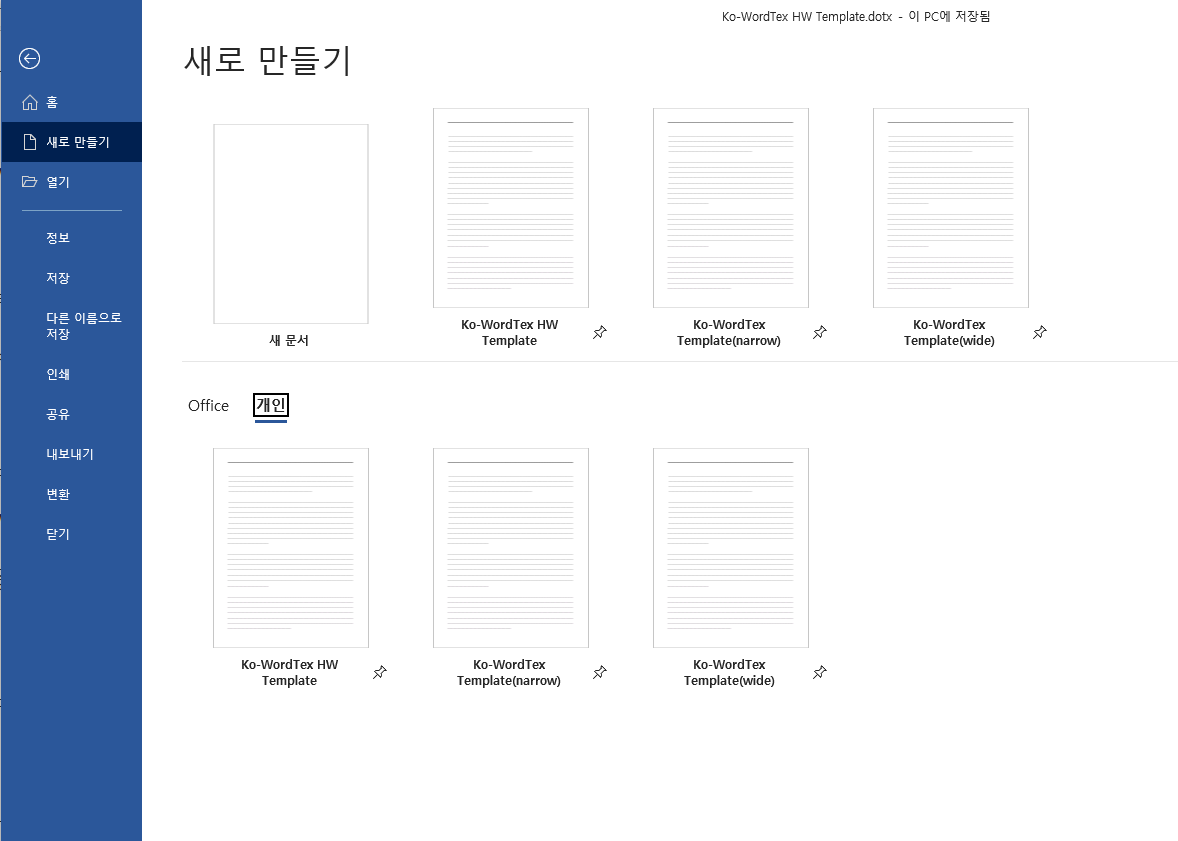 Ko-WordTex HW Template.dotx - 이 PC에 저장됨
홈
새로 만들기
열기
정보
저장
다른 이름으로
저장
인쇄
공유
내보내기
변환
닫기
새로 만들기
새 문서
Ko-WordTex HW
Template
Ko-WordTex
Template(narrow)
Ko-WordTex
Template(wide)
Office 개인
Ko-WordTex HW
Template
Ko-WordTex
Template(narrow)
Ko-WordTex
Template(wide)